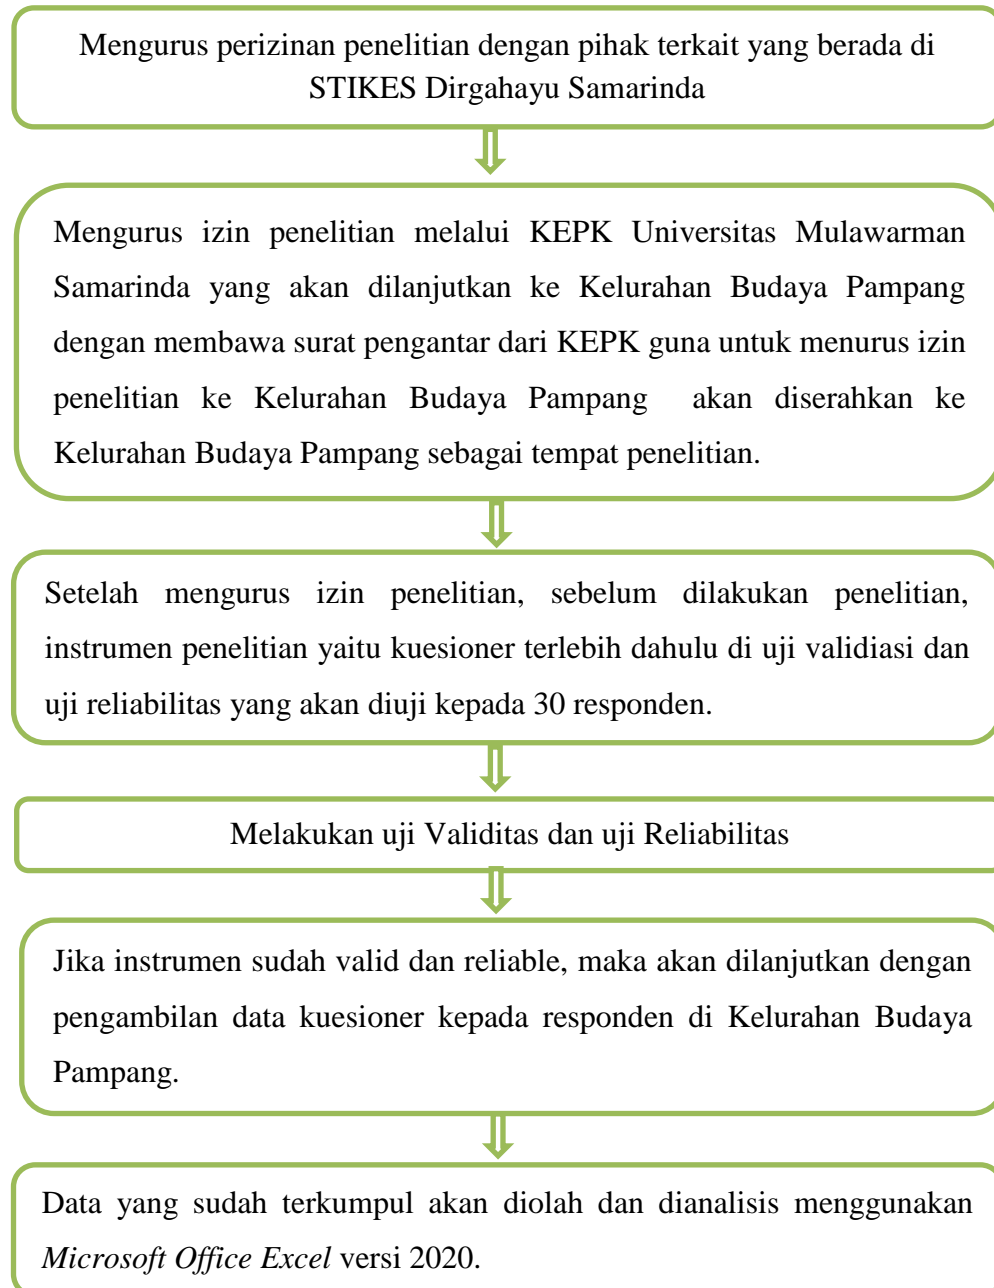 Mengurus perizinan penelitian dengan pihak terkait yang berada di
STIKES Dirgahayu Samarinda
Mengurus izin penelitian melalui KEPK Universitas Mulawarman
Samarinda yang akan dilanjutkan ke Kelurahan Budaya Pampang
dengan membawa surat pengantar dari KEPK guna untuk menurus izin
penelitian ke Kelurahan Budaya Pampang akan diserahkan ke
Kelurahan Budaya Pampang sebagai tempat penelitian.
Setelah mengurus izin penelitian, sebelum dilakukan penelitian,
instrumen penelitian yaitu kuesioner terlebih dahulu di uji validiasi dan
uji reliabilitas yang akan diuji kepada 30 responden.
Melakukan uji Validitas dan uji Reliabilitas
Jika instrumen sudah valid dan reliable, maka akan dilanjutkan dengan
pengambilan data kuesioner kepada responden di Kelurahan Budaya
Pampang.
Data yang sudah terkumpul akan diolah dan dianalisis menggunakan
Microsoft Office Excel versi 2020.